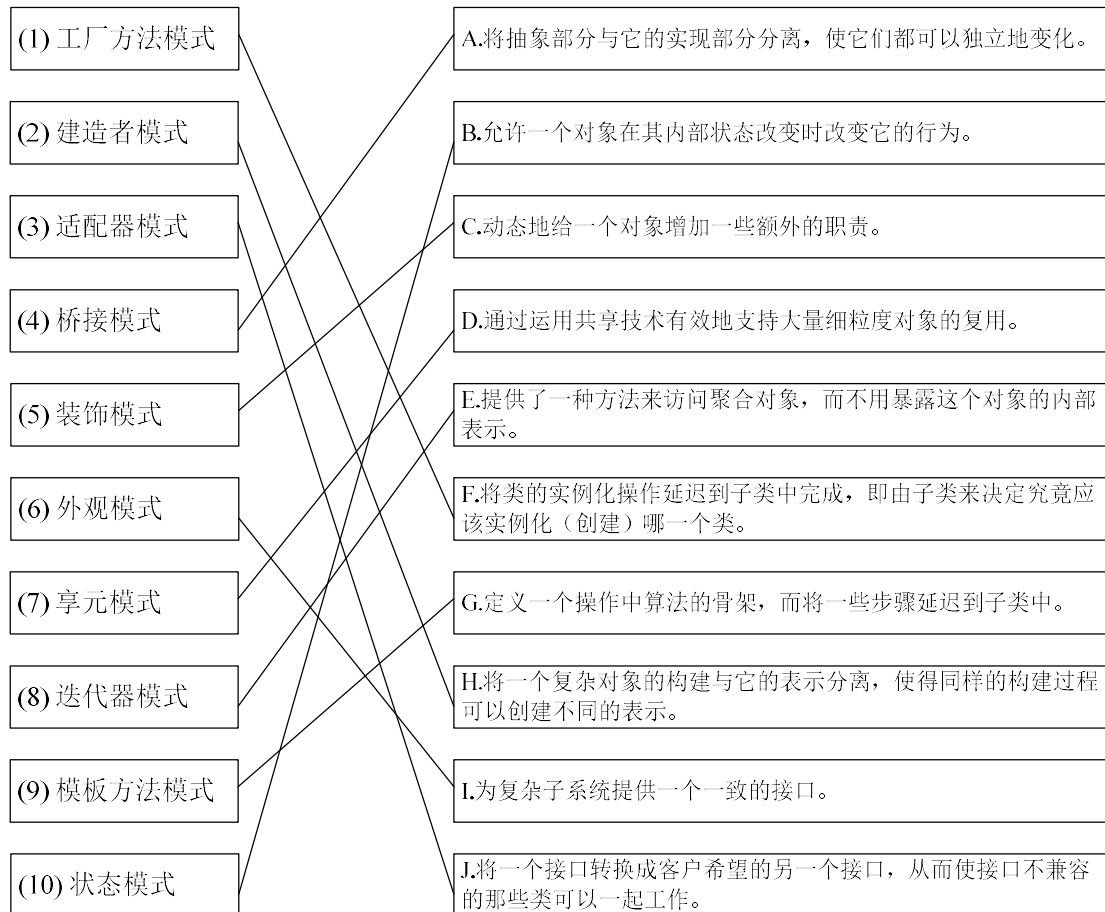 (1) 工厂方法模式
A.将抽象部分与它的实现部分分离，使它们都可以独立地变化。
(2) 建造者模式
B.允许一个对象在其内部状态改变时改变它的行为。
(3) 适配器模式
C.动态地给一个对象增加一些额外的职责。
(4) 桥接模式
D.通过运用共享技术有效地支持大量细粒度对象的复用。
(5) 装饰模式
E.提供了一种方法来访问聚合对象，而不用暴露这个对象的内部
表示。
(6) 外观模式
F.将类的实例化操作延迟到子类中完成，即由子类来决定究竟应
该实例化（创建）哪一个类。
(7) 享元模式
G.定义一个操作中算法的骨架，而将一些步骤延迟到子类中。
(8) 迭代器模式
H.将一个复杂对象的构建与它的表示分离，使得同样的构建过程
可以创建不同的表示。
(9) 模板方法模式
I.为复杂子系统提供一个一致的接口。
(10) 状态模式
J.将一个接口转换成客户希望的另一个接口，从而使接口不兼容
的那些类可以一起工作。